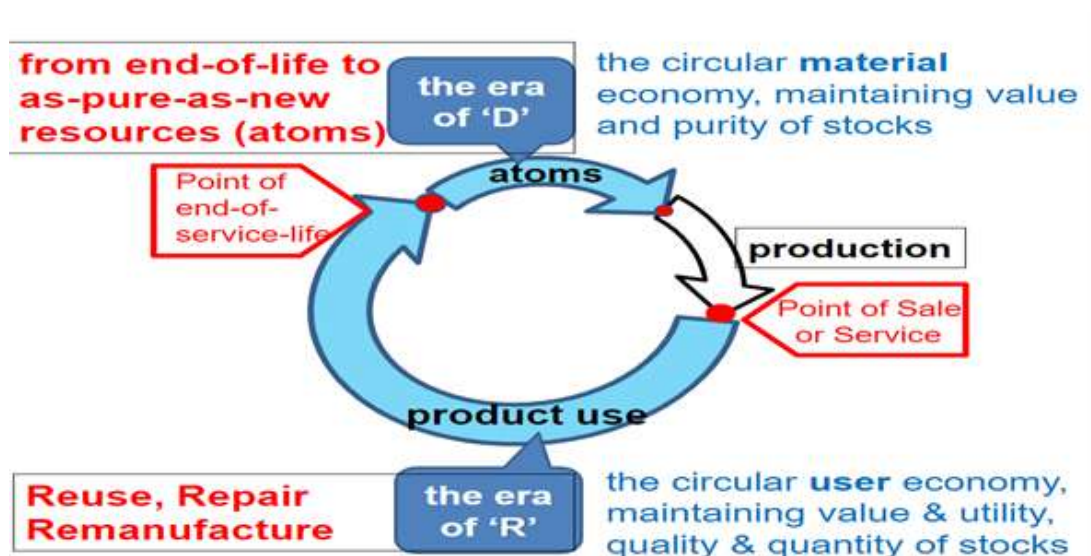 from end-of-life to
as-pure-as-new
resources (atoms)
the era
of ‘D’
the circular material
economy, maintaining value
and purity of stocks
atoms
Point of
end-of-
service-life
production
Point of Sale
or Service
product use
Reuse, Repair
Remanufacture
the era
of ‘R’
the circular user economy,
maintaining value & utility,
quality & quantity of stocks